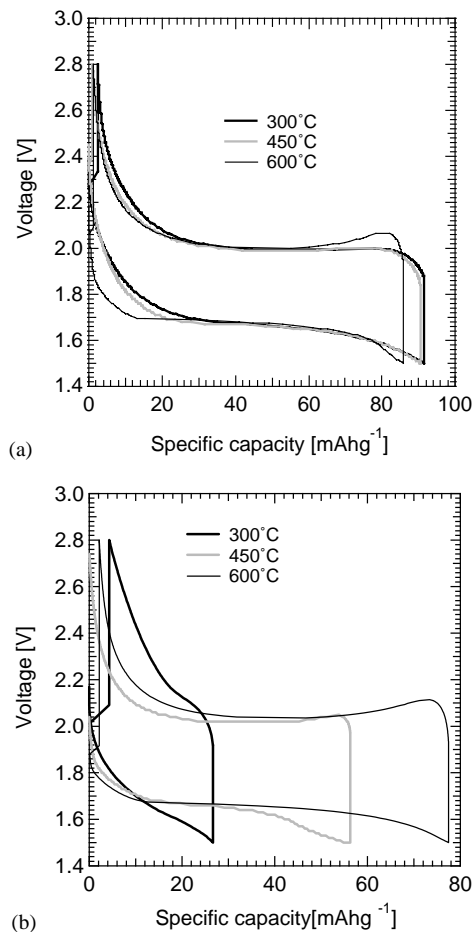 3.0
2.8
2.6
2.4
2.2
2.0
1.8
1.6
1.4
Voltage [V]
300˚C
450˚C
600˚C
0 20 40 60 80 100
Specific capacity [mAhg-1]
(a)
3.0
2.8
2.6
2.4
2.2
2.0
1.8
1.6
1.4
Voltage [V]
300˚C
450˚C
600˚C
0 20 40 60 80
Specific capacity[mAhg -1]
(b)